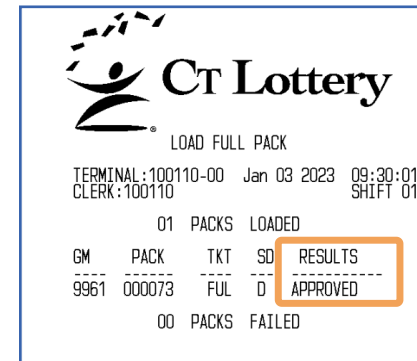 CT Lottery
LOAD FULL PACK
TERMINAL:100110-00 Jan 03 2023 09:30:01
CLERK:100110 SHIFT 01
01 PACKS LOADED
GM PACK TKT SD RESULTS
---- ------ ---- --- -----------
9961 000073 FUL D APPROVED
00 PACKS FAILED